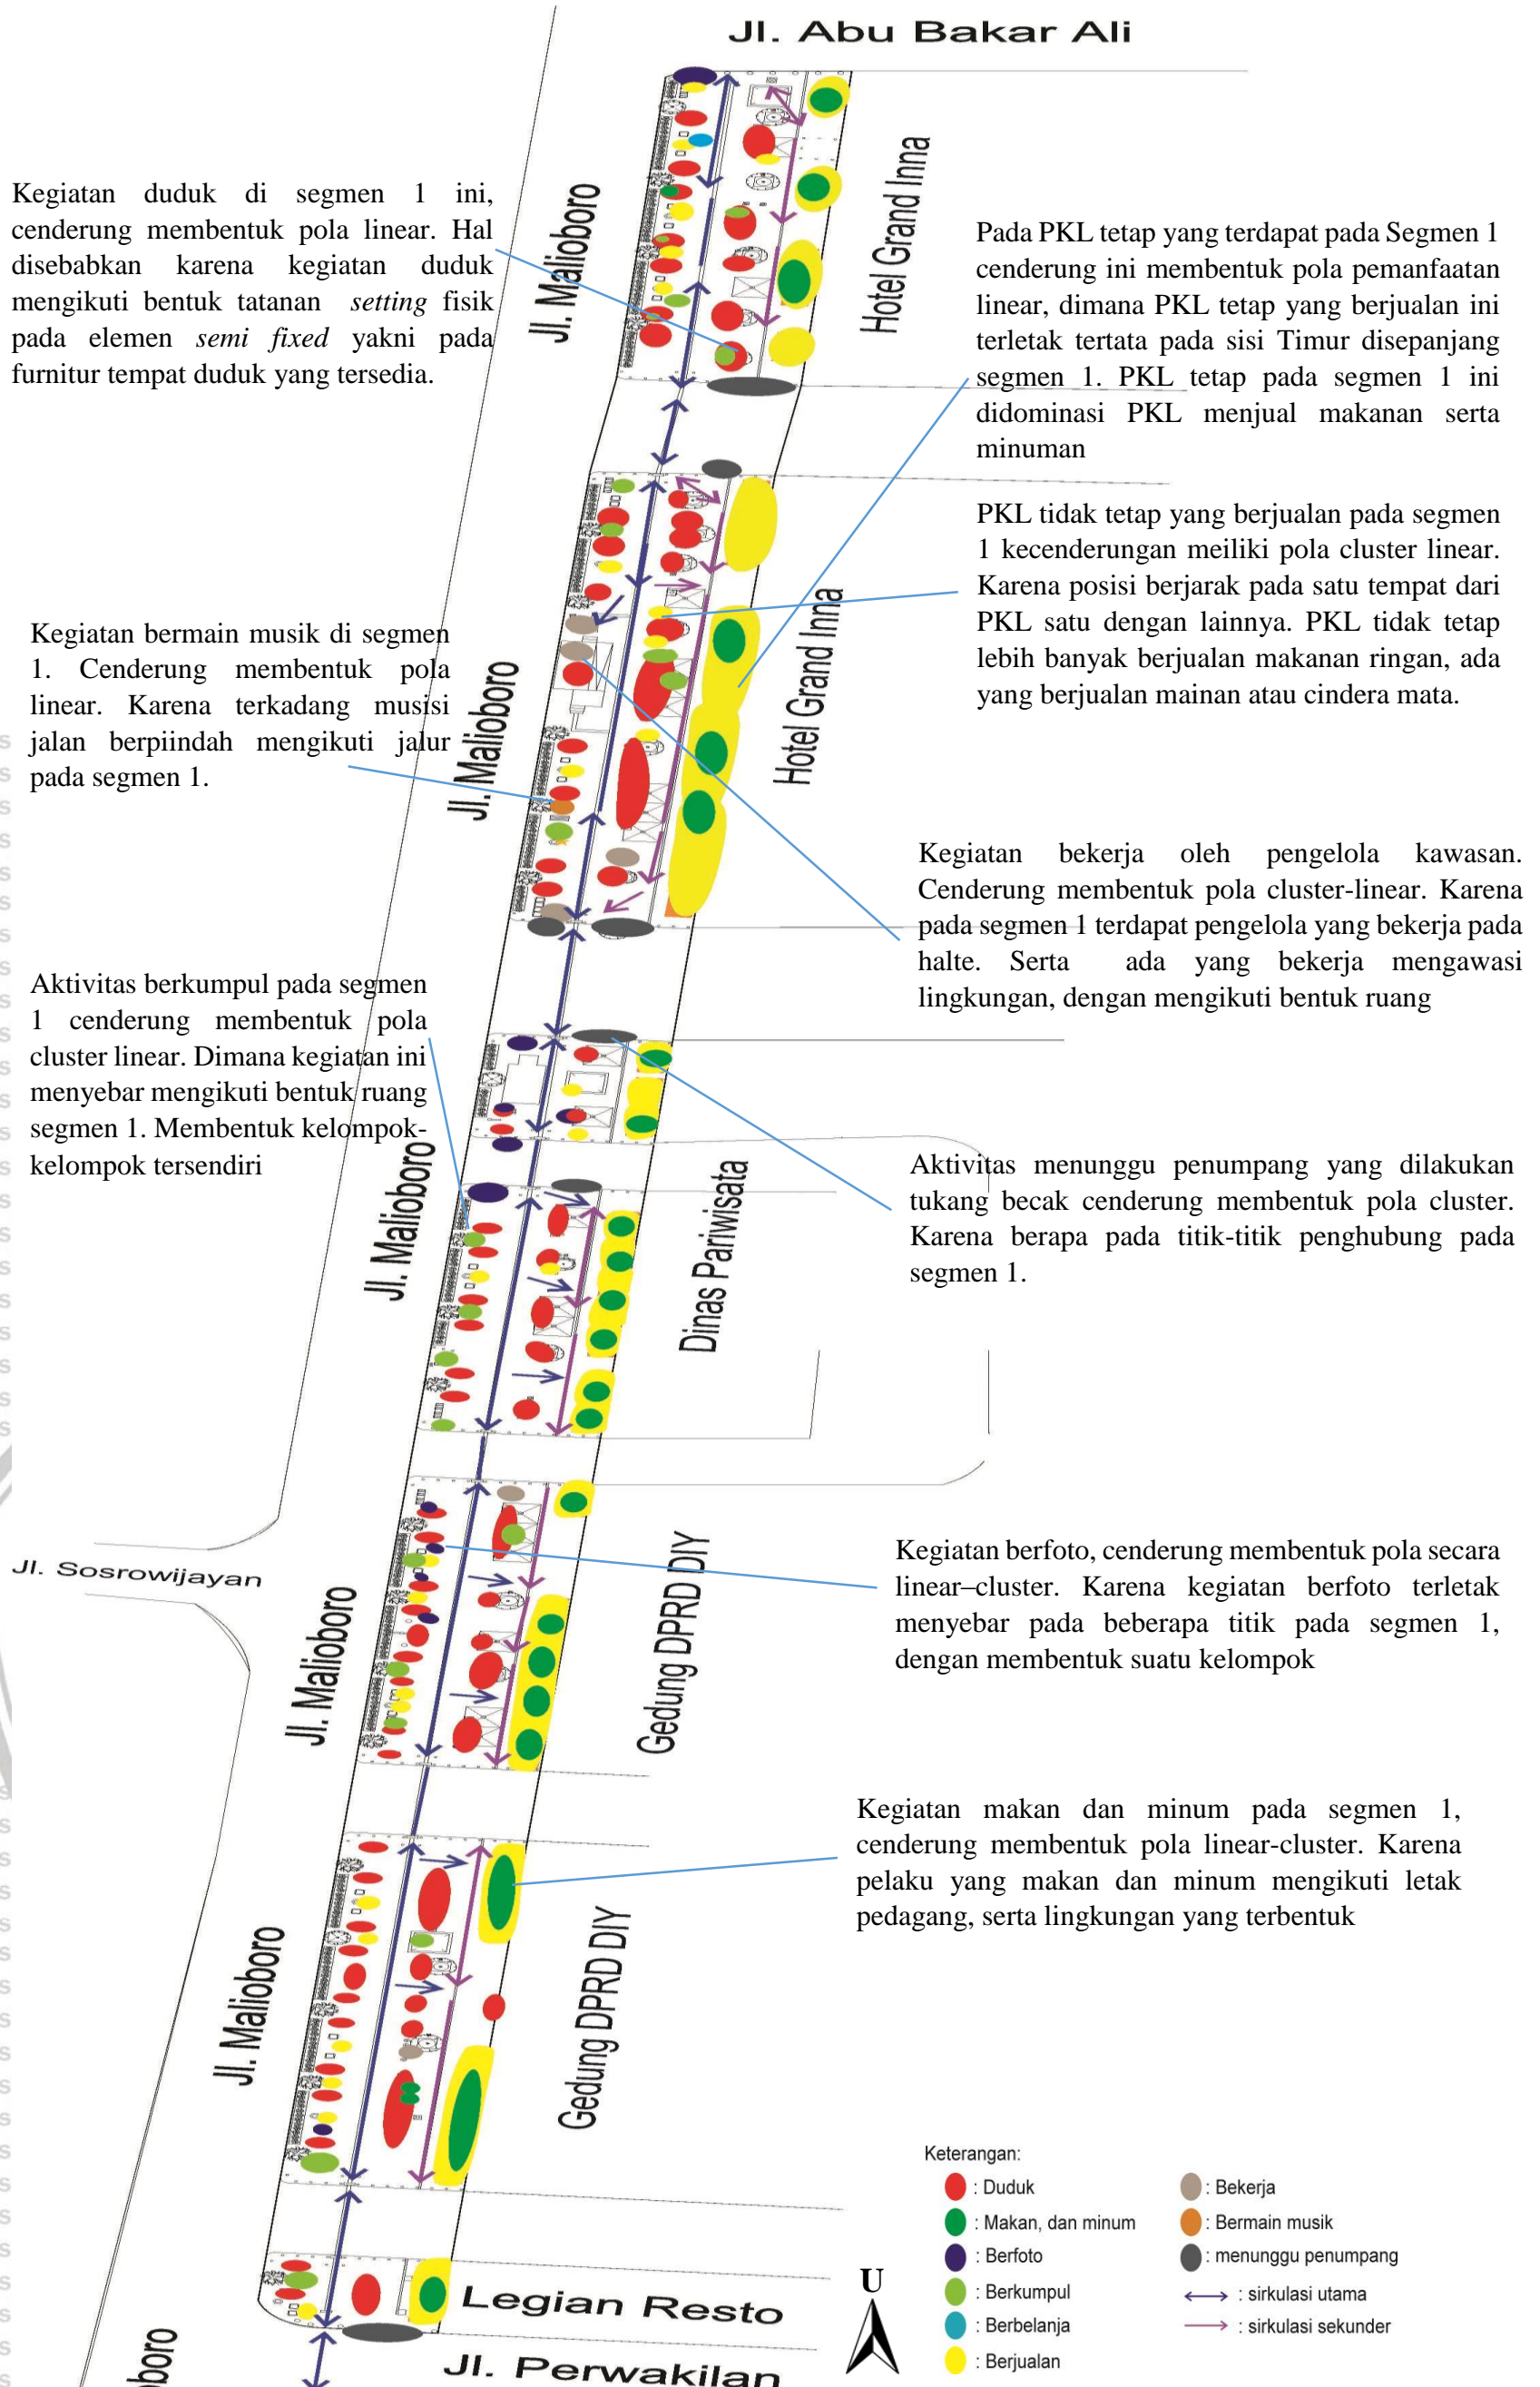 Jl. Abu Bakar Ali
Kegiatan duduk di segmen 1 ini,
cenderung membentuk pola linear. Hal
disebabkan karena kegiatan duduk
mengikuti bentuk tatanan setting fisik
pada elemen semi fixed yakni pada
furnitur tempat duduk yang tersedia.
Jl. Malioboro
Hotel Grand Inna
Pada PKL tetap yang terdapat pada Segmen 1
cenderung ini membentuk pola pemanfaatan
linear, dimana PKL tetap yang berjualan ini
terletak tertata pada sisi Timur disepanjang
segmen 1. PKL tetap pada segmen 1 ini
didominasi PKL menjual makanan serta
minuman
PKL tidak tetap yang berjualan pada segmen
1 kecenderungan meiliki pola cluster linear.
Karena posisi berjarak pada satu tempat dari
PKL satu dengan lainnya. PKL tidak tetap
lebih banyak berjualan makanan ringan, ada
yang berjualan mainan atau cindera mata.
Kegiatan bermain musik di segmen
1. Cenderung membentuk pola
linear. Karena terkadang musisi
jalan berpiindah mengikuti jalur
pada segmen 1.
Jl. Malioboro
Hotel Grand Inna
Kegiatan bekerja oleh pengelola kawasan.
Cenderung membentuk pola cluster-linear. Karena
pada segmen 1 terdapat pengelola yang bekerja pada
halte. Serta ada yang bekerja mengawasi
lingkungan, dengan mengikuti bentuk ruang
Aktivitas berkumpul pada segmen
1 cenderung membentuk pola
cluster linear. Dimana kegiatan ini
menyebar mengikuti bentuk ruang
segmen 1. Membentuk kelompok-
kelompok tersendiri
Jl. Malioboro
Dinas Pariwisata
Aktivitas menunggu penumpang yang dilakukan
tukang becak cenderung membentuk pola cluster.
Karena berapa pada titik-titik penghubung pada
segmen 1.
Jl. Sosrowijayan
Jl. Malioboro
Gedung DPRD DIY
Kegiatan berfoto, cenderung membentuk pola secara
linear–cluster. Karena kegiatan berfoto terletak
menyebar pada beberapa titik pada segmen 1,
dengan membentuk suatu kelompok
Kegiatan makan dan minum pada segmen 1,
cenderung membentuk pola linear-cluster. Karena
pelaku yang makan dan minum mengikuti letak
pedagang, serta lingkungan yang terbentuk
Jl. Malioboro
Gedung DPRD DIY
Keterangan:
: Duduk
: Makan, dan minum
: Berfoto
: Berkumpul
: Berbelanja
: Berjualan
: Bekerja
: Bermain musik
: menunggu penumpang
: sirkulasi utama
: sirkulasi sekunder
U
Legian Resto
Jl. Perwakilan
boro